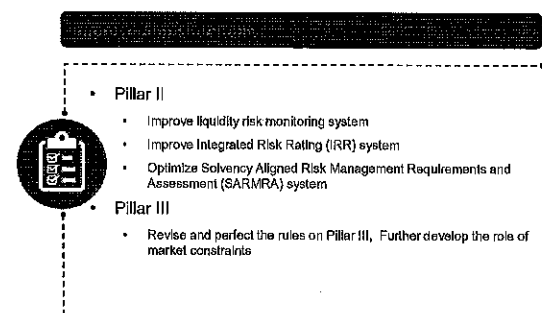 Pillar II
Improve liquidity risk monitoring system
Improve Integrated Risk Rating (IRR) system
Optimize Solvency Aligned Risk Management Requirements and
Assessment (SARMRA) system
Pillar III
Revise and perfect the rules on Pillar III, Further develop the role of
market constraints